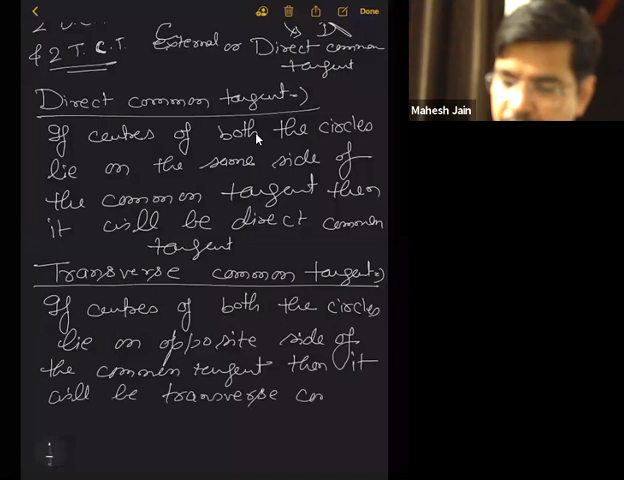 Done
& 2 T. C.T. external or Direct common
tangent
Mahesh Jain
Direct common tangent→
If centres of both the circles
lie on the same side of
the common tangent then
it will be direct common
tangent
Transverse common tangent→
If centres of both the circles
lie on opposite side of
the common tangent then it
will be transverse com